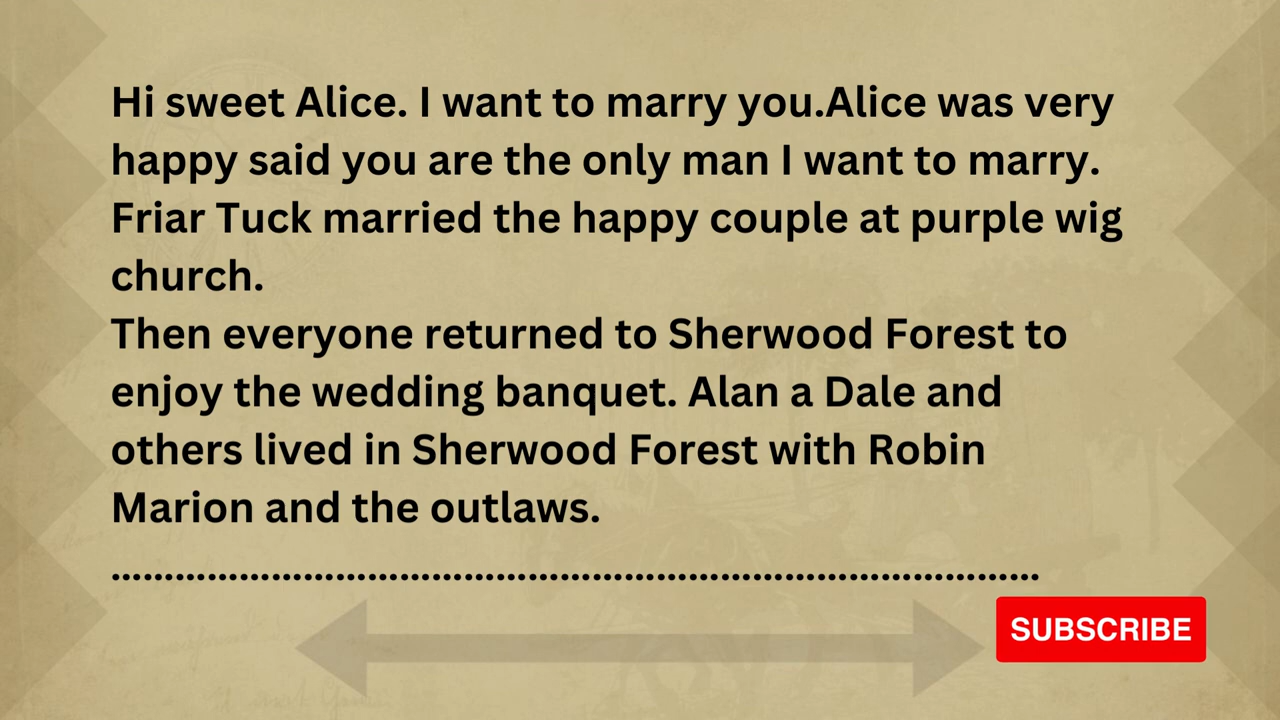 Hi sweet Alice. I want to marry you.Alice was very
happy said you are the only man I want to marry.
Friar Tuck married the happy couple at purple wig
church.
Then everyone returned to Sherwood Forest to
enjoy the wedding banquet. Alan a Dale and
others lived in Sherwood Forest with Robin
Marion and the outlaws.
................................................................................................
SUBSCRIBE